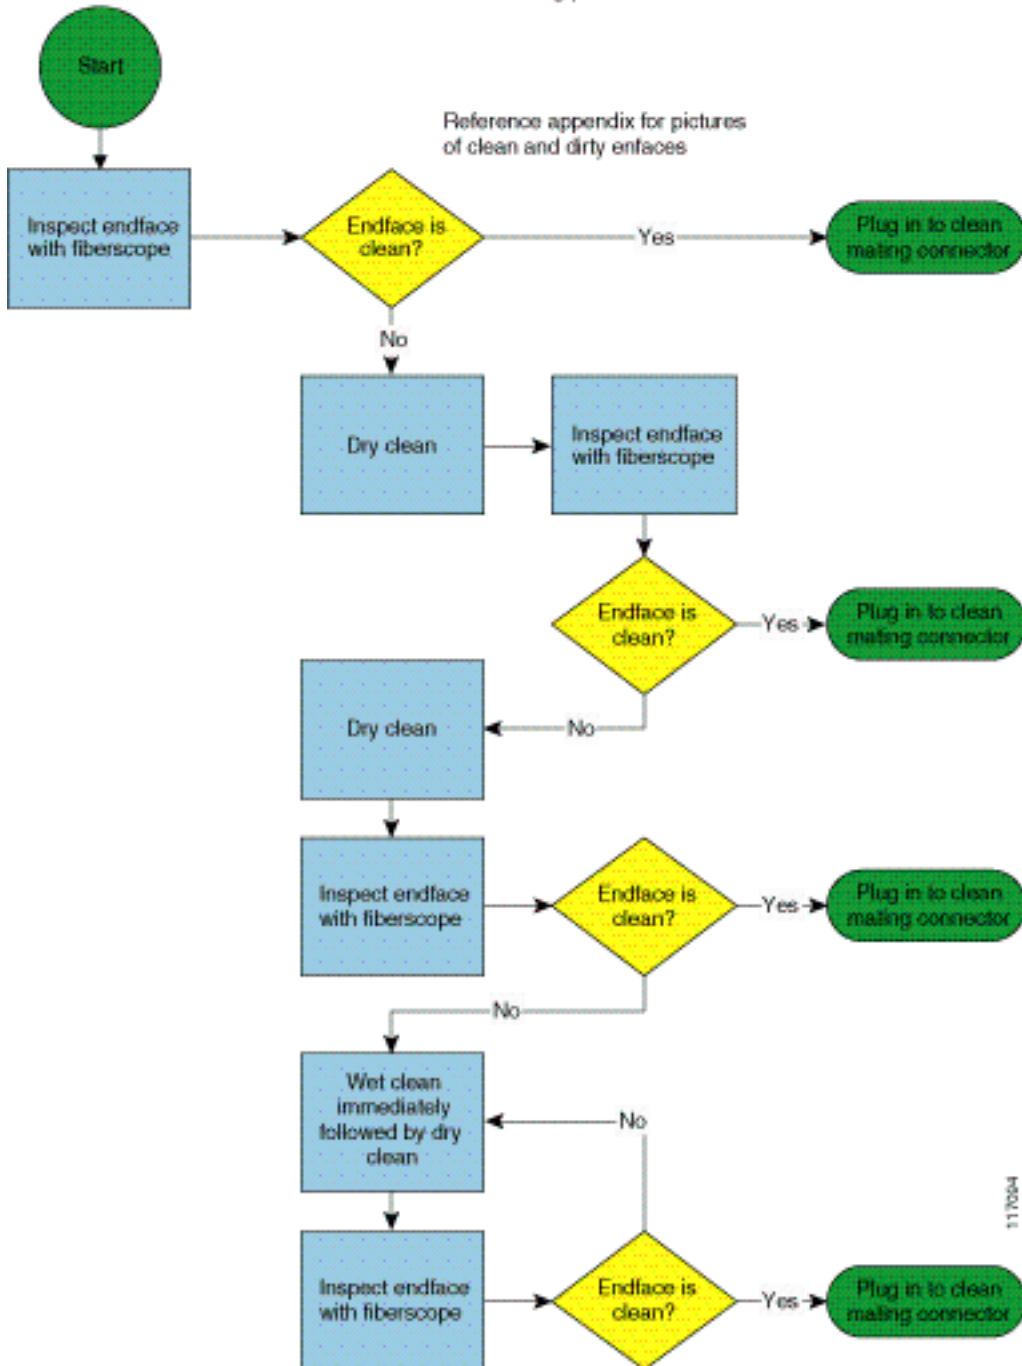 Start
Reference appendix for pictures
of clean and dirty enfaces
Inspect endface
with fiberscope
Endface is
clean?
Yes
Plug in to clean
mating connector
No
Dry clean
Inspect endface
with fiberscope
Endface is
clean?
Yes
Plug in to clean
mating connector
No
Dry clean
Inspect endface
with fiberscope
Endface is
clean?
Yes
Plug in to clean
mating connector
No
Wet clean
immediately
followed by dry
clean
No
117094
Inspect endface
with fiberscope
Endface is
clean?
Yes
Plug in to clean
mating connector